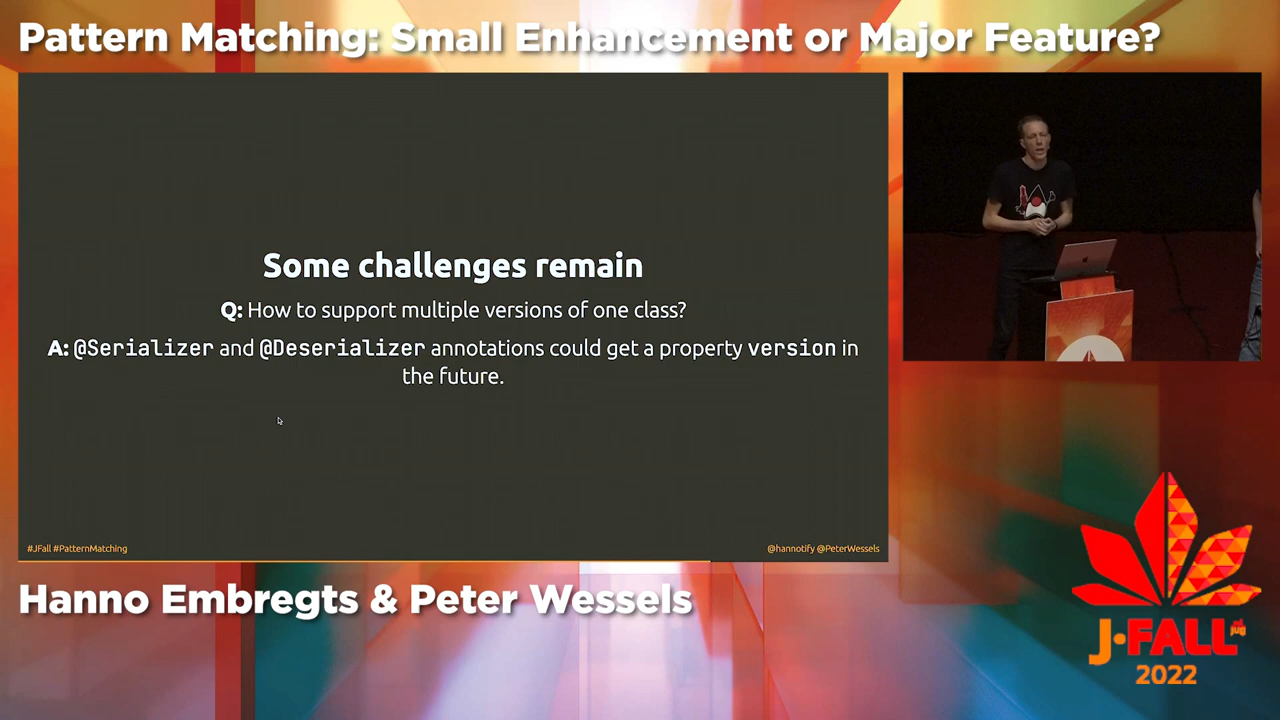 Pattern Matching: Small Enhancement or Major Feature?
Some challenges remain
Q: How to support multiple versions of one class?
A: @Serializer and @Deserializer annotations could get a property version in
the future.
#JFall #PatternMatching
@hannotify @PeterWessels
Hanno Embregts & Peter Wessels
J-FALL
nl
jug
2022